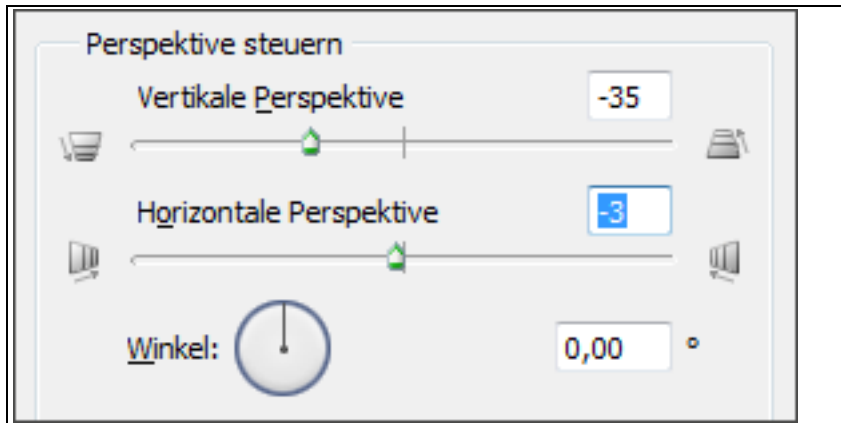 Perspektive steuern
Vertikale Perspektive -35
Horizontale Perspektive -3
Winkel: 0,00 °